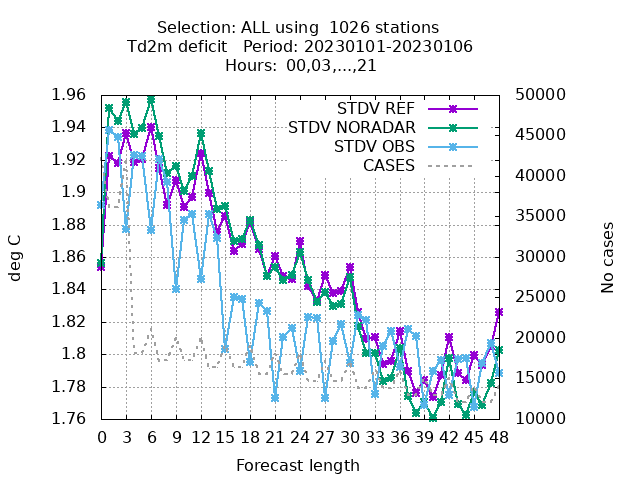 Selection: ALL using  1026 stations
Td2m deficit   Period: 20230101-20230106
Hours:  00,03,...,21
1.96
1.94
1.92
1.9
1.88
1.86
1.84
1.82
1.8
1.78
1.76
50000
45000
40000
35000
30000
25000
20000
15000
10000
STDV REF
STDV NORADAR
STDV OBS
CASES
deg C
No cases
0 3 6 9 12 15 18 21 24 27 30 33 36 39 42 45 48
Forecast length